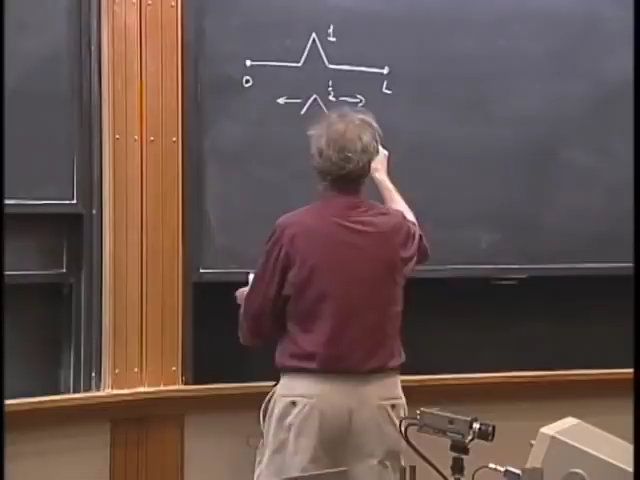 1
0 L
← 1/2 →